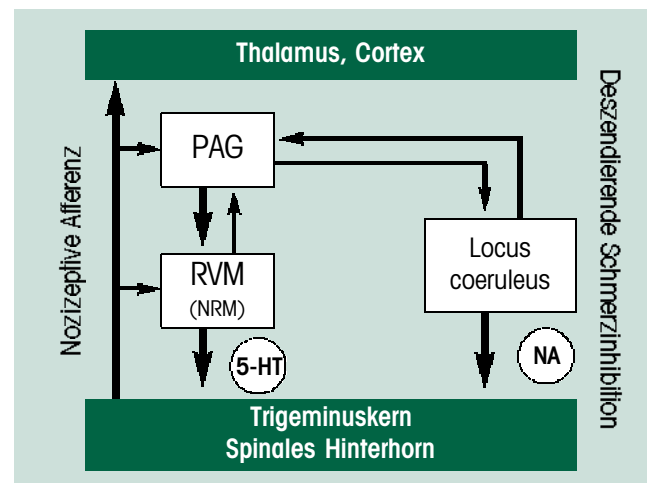 Thalamus, Cortex
Nozizeptive Afferenz
PAG
RVM
(NRM)
5-HT
Locus
coeruleus
NA
Deszendierende Schmerzinhibition
Trigeminuskern
Spinales Hinterhorn